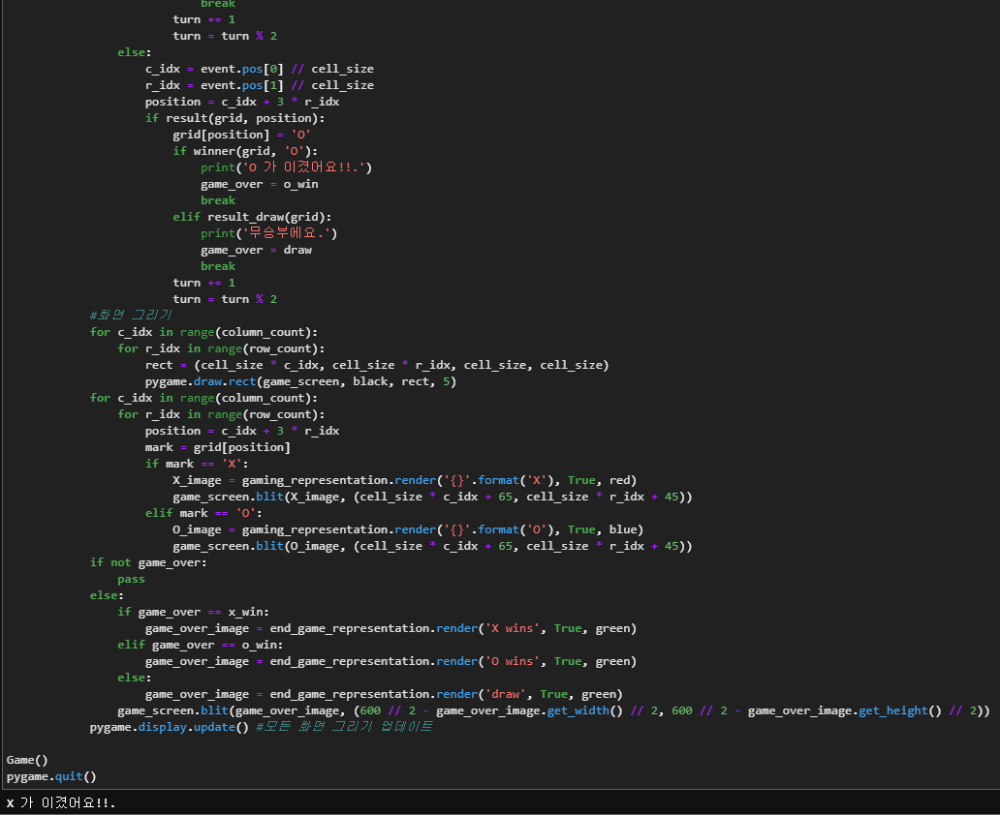 break
turn += 1
turn = turn % 2
else:
c_idx = event.pos[0] // cell_size
r_idx = event.pos[1] // cell_size
position = c_idx + 3 * r_idx
if result(grid, position):
grid[position] = 'O'
if winner(grid, 'O'):
print('O 가 이겼어요!!.')
game_over = o_win
break
elif result_draw(grid):
print('무승부에요.')
game_over = draw
break
turn += 1
turn = turn % 2
#화면 그리기
for c_idx in range(column_count):
for r_idx in range(row_count):
rect = (cell_size * c_idx, cell_size * r_idx, cell_size, cell_size)
pygame.draw.rect(game_screen, black, rect, 5)
for c_idx in range(column_count):
for r_idx in range(row_count):
position = c_idx + 3 * r_idx
mark = grid[position]
if mark == 'X':
X_image = gaming_representation.render('{}'.format('X'), True, red)
game_screen.blit(X_image, (cell_size * c_idx + 65, cell_size * r_idx + 45))
elif mark == 'O':
O_image = gaming_representation.render('{}'.format('O'), True, blue)
game_screen.blit(O_image, (cell_size * c_idx + 65, cell_size * r_idx + 45))
if not game_over:
pass
else:
if game_over == x_win:
game_over_image = end_game_representation.render('X wins', True, green)
elif game_over == o_win:
game_over_image = end_game_representation.render('O wins', True, green)
else:
game_over_image = end_game_representation.render('draw', True, green)
game_screen.blit(game_over_image, (600 // 2 - game_over_image.get_width() // 2, 600 // 2 - game_over_image.get_height() // 2))
pygame.display.update() #모든 화면 그리기 업데이트
Game()
pygame.quit()
X 가 이겼어요!!.